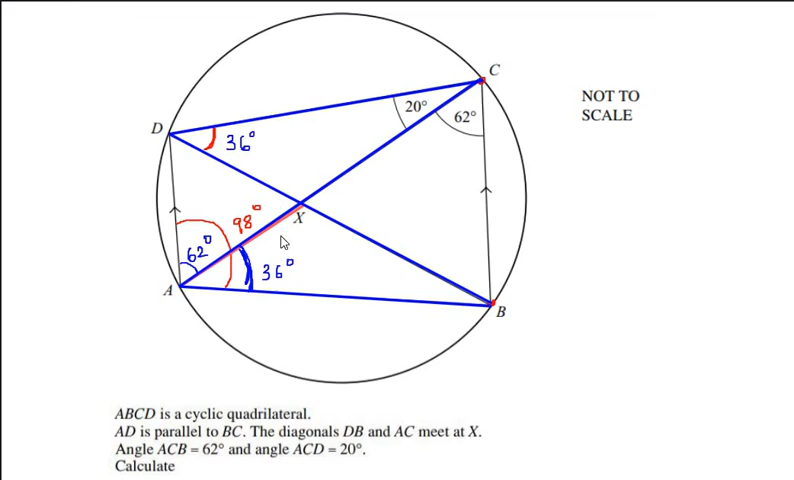 C
NOT TO
SCALE
20°
62°
D
36°
98°
X
62°
36°
A
B
ABCD is a cyclic quadrilateral.
AD is parallel to BC. The diagonals DB and AC meet at X.
Angle ACB = 62° and angle ACD = 20°.
Calculate